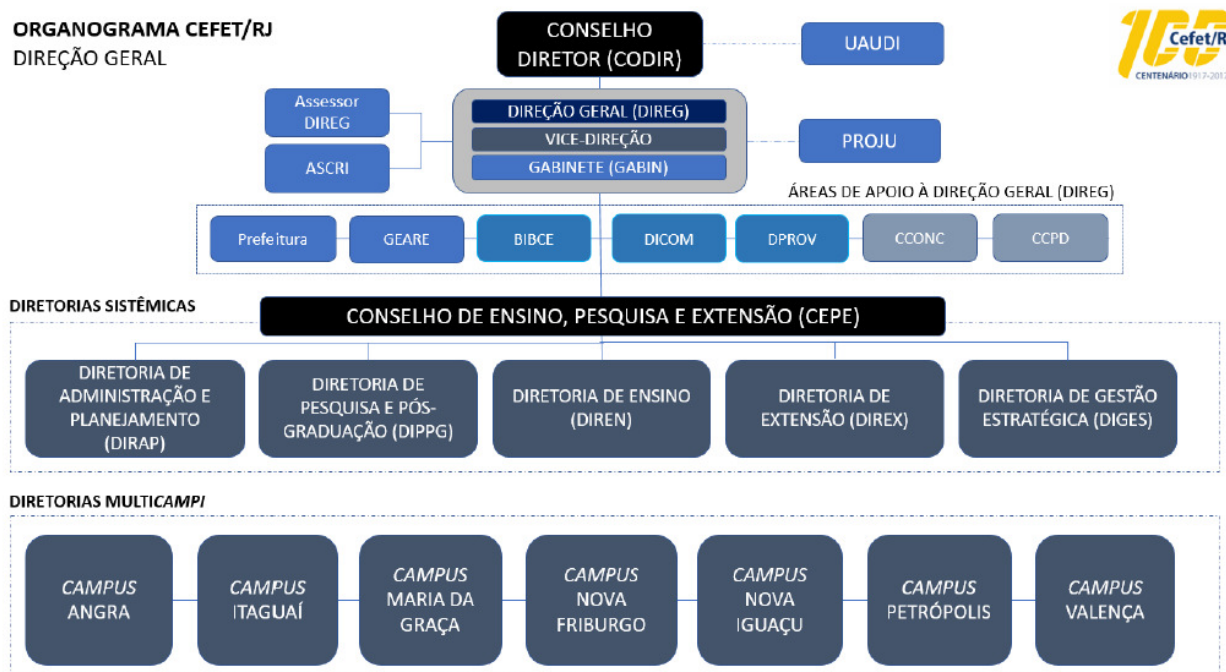 ORGANOGRAMA CEFET/RJ
DIREÇÃO GERAL
CONSELHO
DIRETOR (CODIR)
UAUDI
100
Cefet/R
CENTENÁRIO 1917-2017
Assessor
DIREG
ASCRI
DIREÇÃO GERAL (DIREG)
VICE-DIREÇÃO
GABINETE (GABIN)
PROJU
ÁREAS DE APOIO À DIREÇÃO GERAL (DIREG)
Prefeitura
GEARE
BIBCE
DICOM
DPROV
CCONC
CCPD
DIRETORIAS SISTÊMICAS
CONSELHO DE ENSINO, PESQUISA E EXTENSÃO (CEPE)
DIRETORIA DE
ADMINISTRAÇÃO E
PLANEJAMENTO
(DIRAP)
DIRETORIA DE
PESQUISA E PÓS-
GRADUAÇÃO (DIPPG)
DIRETORIA DE ENSINO
(DIREN)
DIRETORIA DE
EXTENSÃO (DIREX)
DIRETORIA DE GESTÃO
ESTRATÉGICA (DIGES)
DIRETORIAS MULTICAMPI
CAMPUS
ANGRA
CAMPUS
ITAGUAÍ
CAMPUS
MARIA DA
GRAÇA
CAMPUS
NOVA
FRIBURGO
CAMPUS
NOVA
IGUAÇU
CAMPUS
PETRÓPOLIS
CAMPUS
VALENÇA